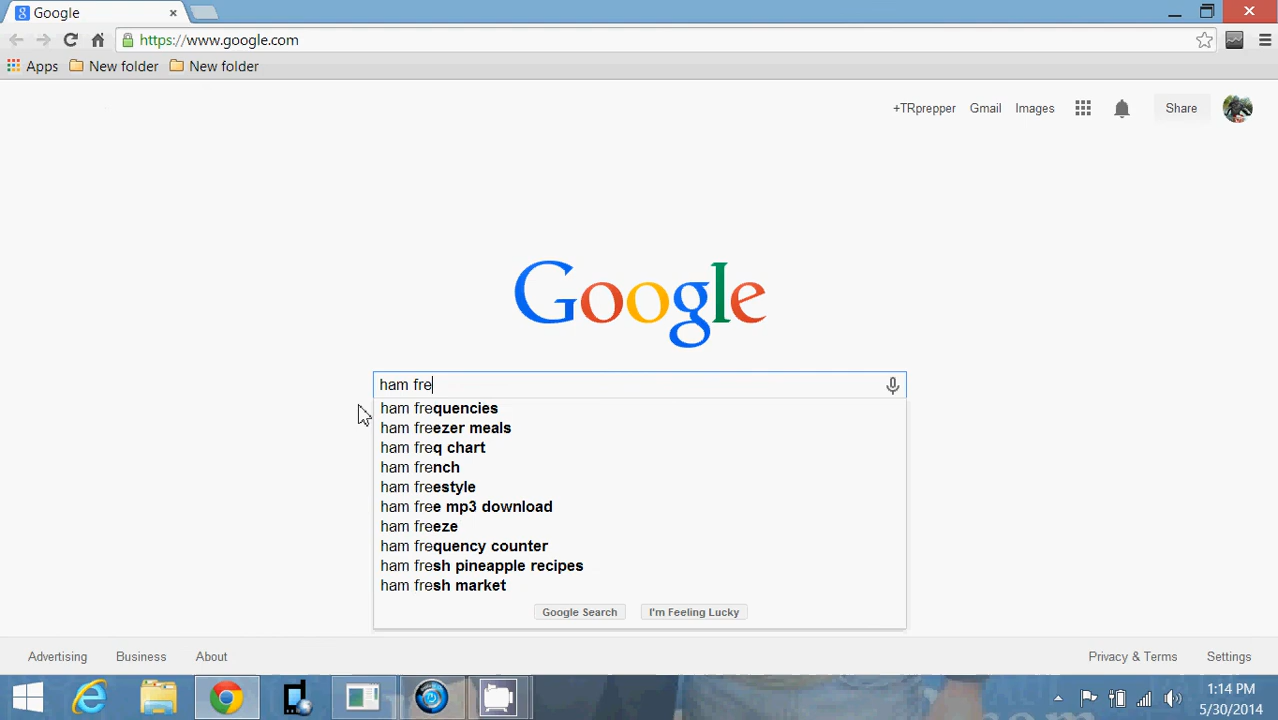 Google
https://www.google.com
Apps New folder New folder
+TRprepper Gmail Images Share
Google
ham fre
ham frequencies
ham freezer meals
ham freq chart
ham french
ham freestyle
ham free mp3 download
ham freeze
ham frequency counter
ham fresh pineapple recipes
ham fresh market
Google Search I'm Feeling Lucky
Advertising Business About Privacy & Terms Settings
1:14 PM
5/30/2014